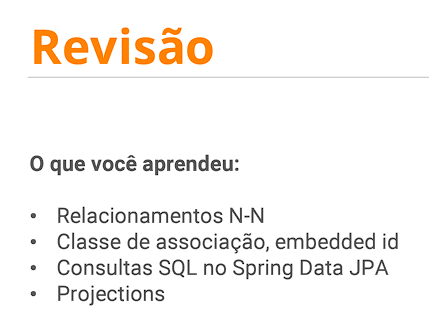 Revisão
O que você aprendeu:
• Relacionamentos N-N
• Classe de associação, embedded id
• Consultas SQL no Spring Data JPA
• Projections